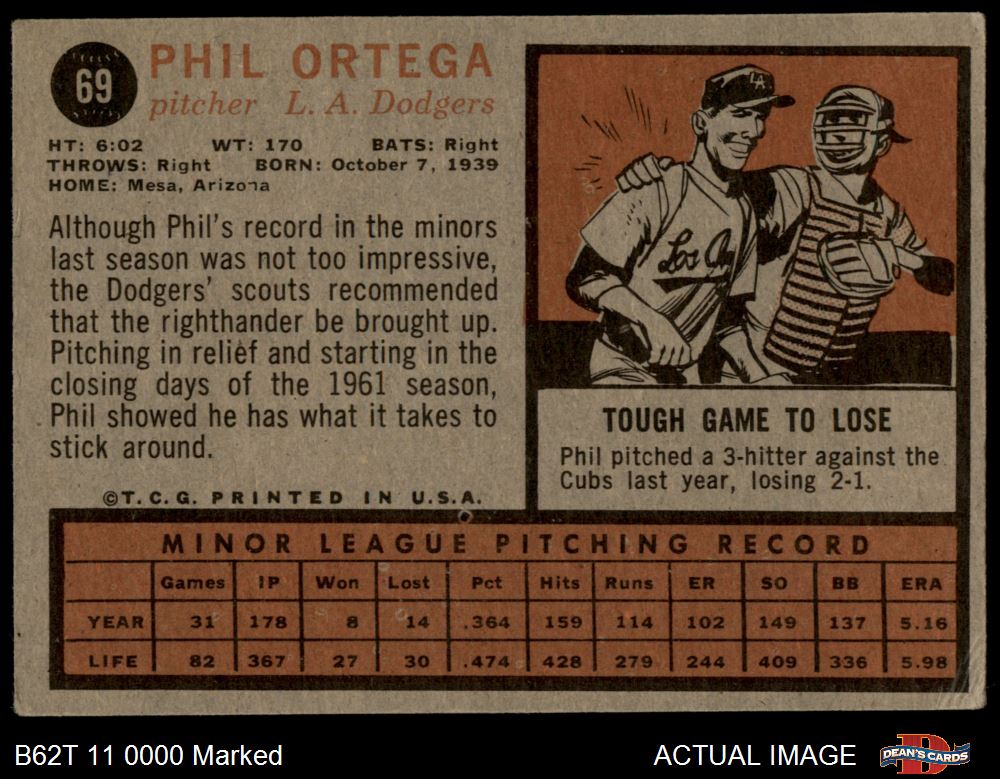 69
PHIL ORTEGA
pitcher L. A. Dodgers
HT: 6:02 WT: 170 BATS: Right
THROWS: Right BORN: October 7, 1939
HOME: Mesa, Arizona
Although Phil's record in the minors
last season was not too impressive,
the Dodgers' scouts recommended
that the righthander be brought up.
Pitching in relief and starting in the
closing days of the 1961 season,
Phil showed he has what it takes to
stick around.
©T.C.G. PRINTED IN U.S.A.
LA
Los An
TOUGH GAME TO LOSE
Phil pitched a 3-hitter against the
Cubs last year, losing 2-1.
MINOR LEAGUE PITCHING RECORD
Games IP Won Lost Pct Hits Runs ER SO BB ERA
YEAR 31 178 8 14 .364 159 114 102 149 137 5.16
LIFE 82 367 27 30 .474 428 279 244 409 336 5.98
B62T 11 0000 Marked ACTUAL IMAGE
DEAN'S CARDS